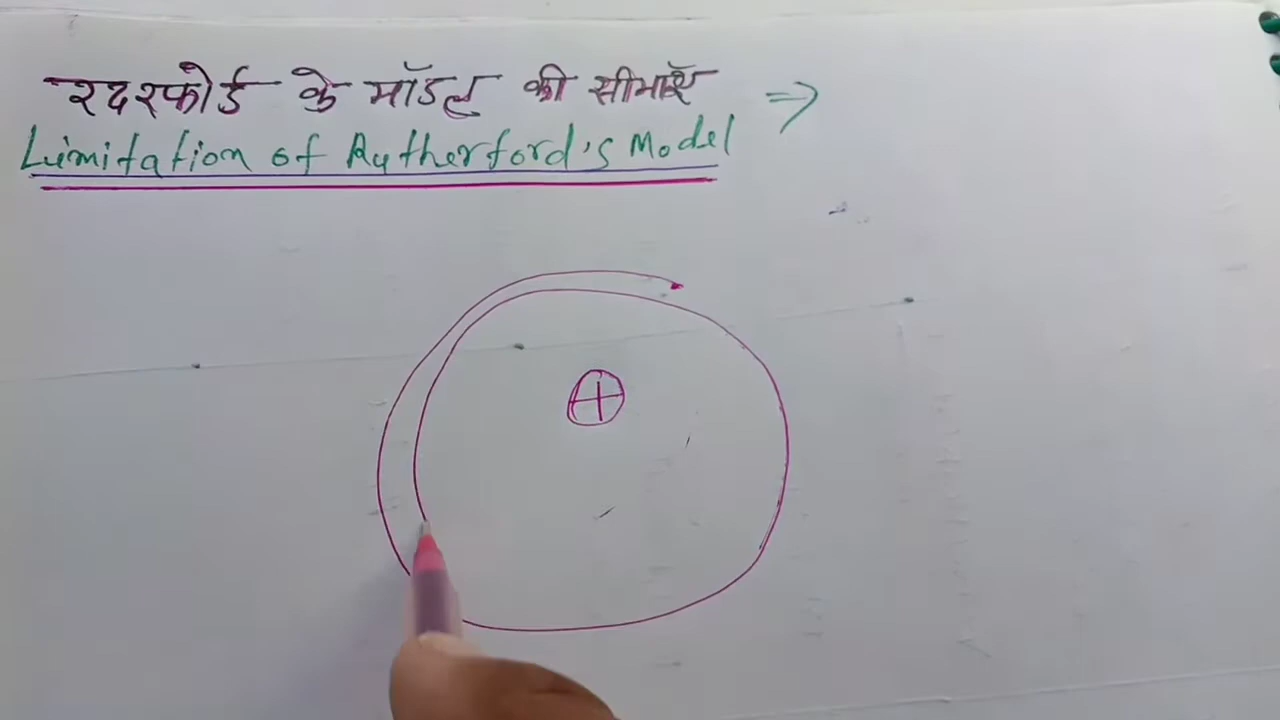 रदरफोर्ड के मॉडल की सीमाएँ ⇒
Limitation of Rutherford's Model
+